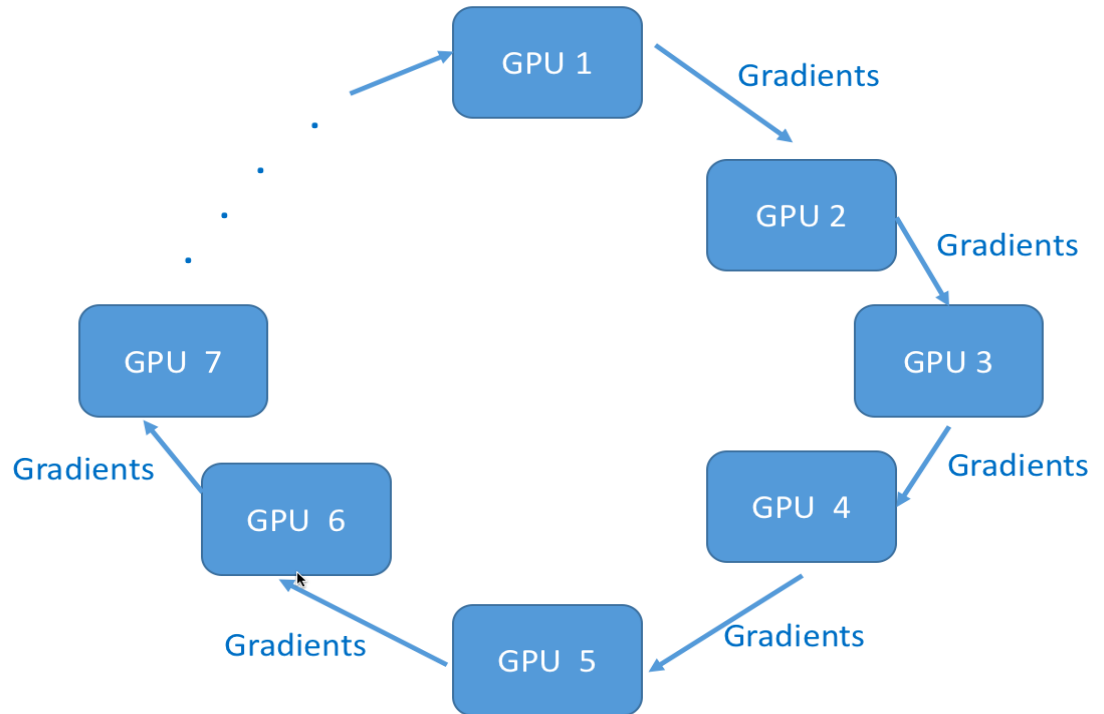 GPU 1
Gradients
GPU 2
Gradients
GPU 3
Gradients
GPU  4
Gradients
GPU  5
Gradients
GPU  6
Gradients
GPU  7